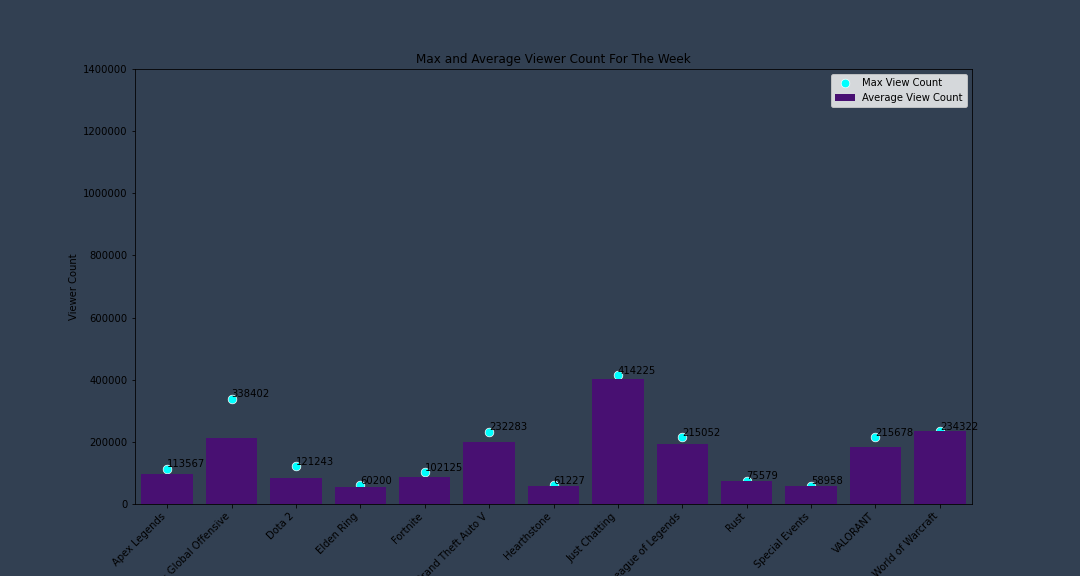 Max and Average Viewer Count For The Week
Max View Count
Average View Count
Viewer Count
1400000
1200000
1000000
800000
600000
400000
200000
0
113567
338402
121243
60200
102125
232283
61227
414225
215052
75579
58958
215678
234322
Apex Legends
Global Offensive
Dota 2
Elden Ring
Fortnite
rand Theft Auto V
Hearthstone
Just Chatting
eague of Legends
Rust
Special Events
VALORANT
World of Warcraft